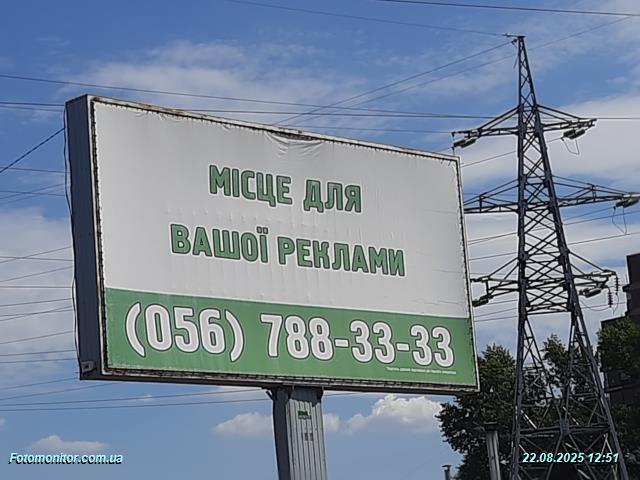 МІСЦЕ ДЛЯ
ВАШОЇ РЕКЛАМИ
(056) 788-33-33
Fotomonitor.com.ua
22.08.2025 12:51